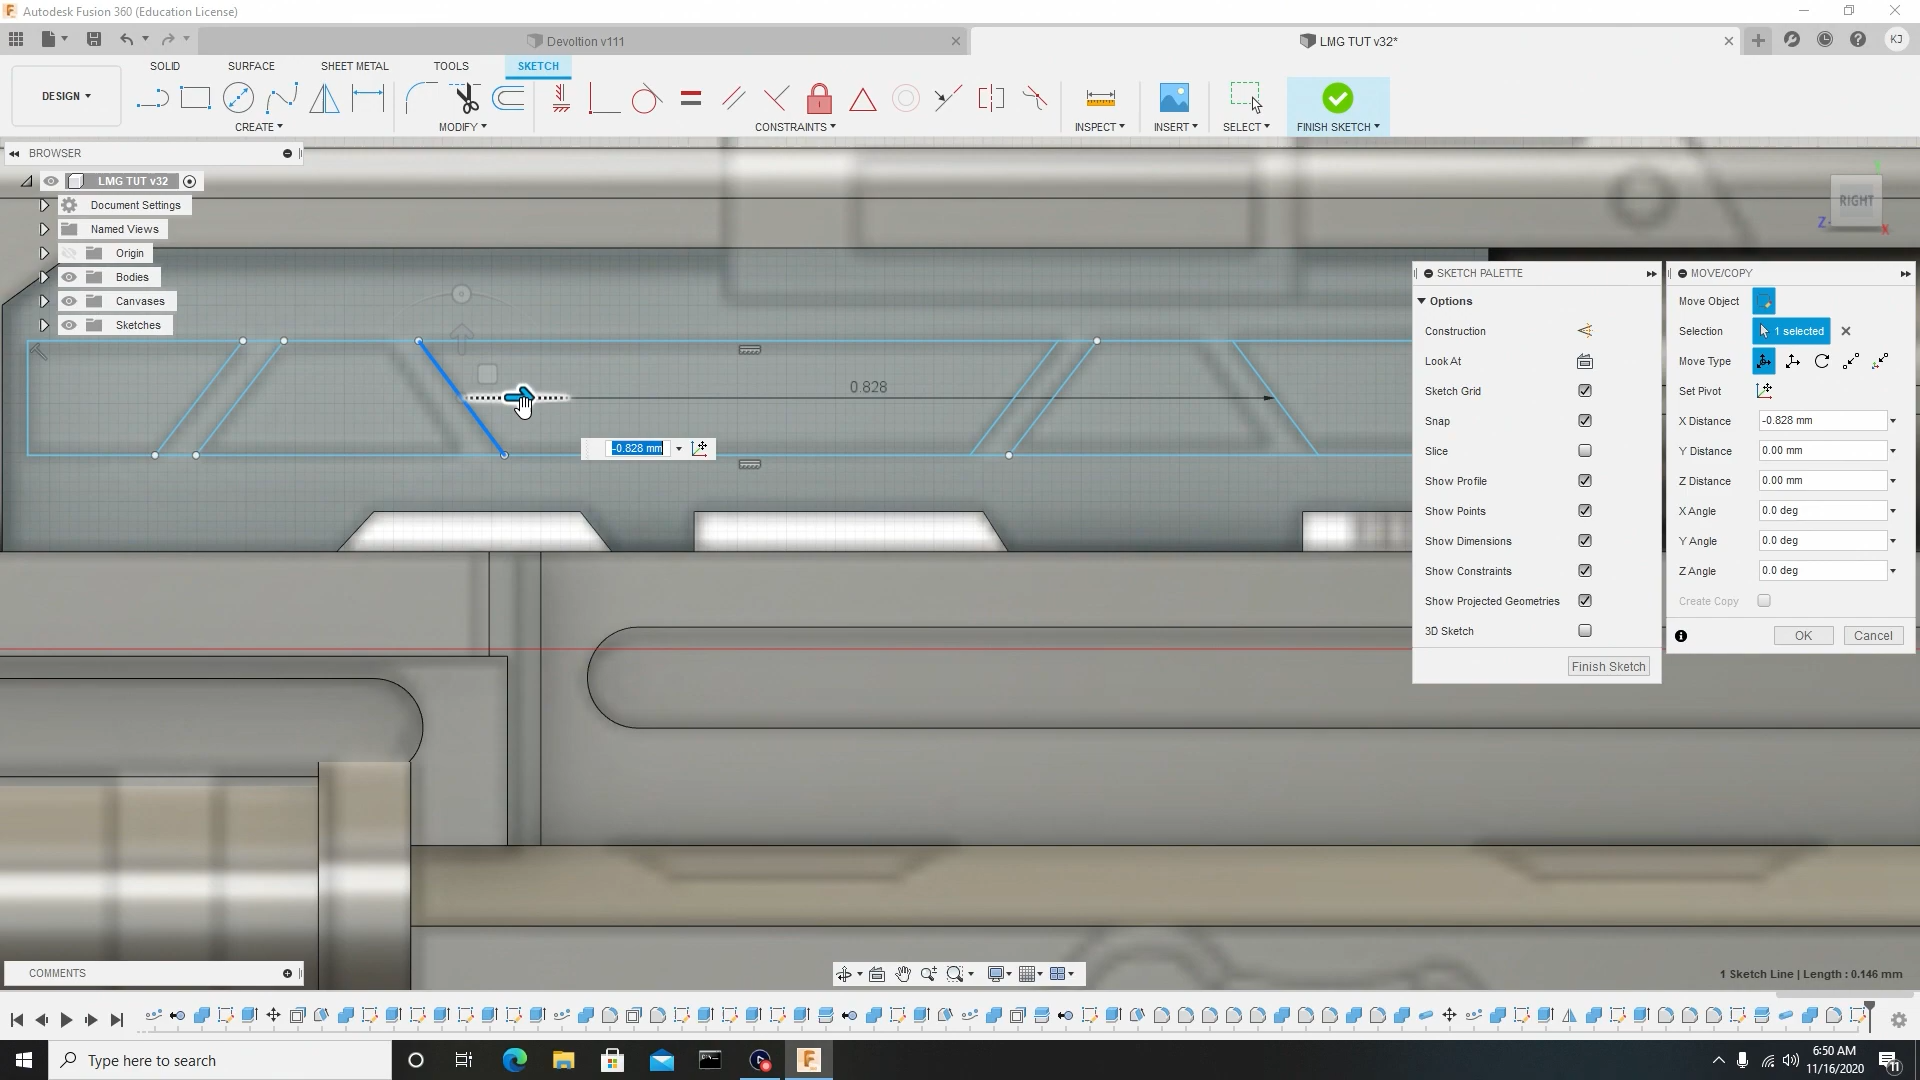 Autodesk Fusion 360 (Education License)
Devoltion v111
LMG TUT v32*
KJ
DESIGN
SOLID
SURFACE
SHEET METAL
TOOLS
SKETCH
CREATE
MODIFY
CONSTRAINTS
INSPECT
INSERT
SELECT
FINISH SKETCH
BROWSER
LMG TUT v32
Document Settings
Named Views
Origin
Bodies
Canvases
Sketches
RIGHT
Z
X
0.828
-0.828 mm
SKETCH PALETTE
Options
Construction
Look At
Sketch Grid
Snap
Slice
Show Profile
Show Points
Show Dimensions
Show Constraints
Show Projected Geometries
3D Sketch
Finish Sketch
MOVE/COPY
Move Object
Selection
1 selected
Move Type
Set Pivot
X Distance
-0.828 mm
Y Distance
0.00 mm
Z Distance
0.00 mm
X Angle
0.0 deg
Y Angle
0.0 deg
Z Angle
0.0 deg
Create Copy
OK
Cancel
COMMENTS
1 Sketch Line | Length : 0.146 mm
Type here to search
6:50 AM
11/16/2020
11